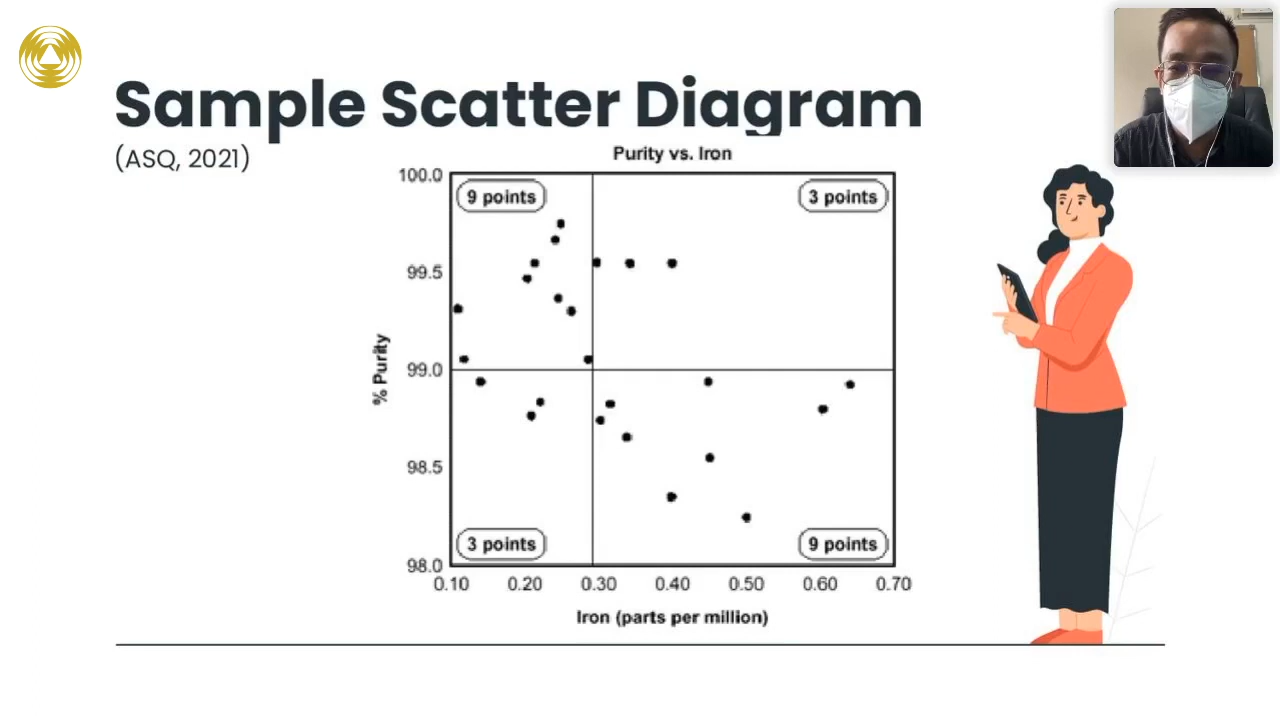 Sample Scatter Diagram
(ASQ, 2021)
Purity vs. Iron
100.0
9 points
3 points
99.5
% Purity
99.0
98.5
3 points
9 points
98.0
0.10 0.20 0.30 0.40 0.50 0.60 0.70
Iron (parts per million)